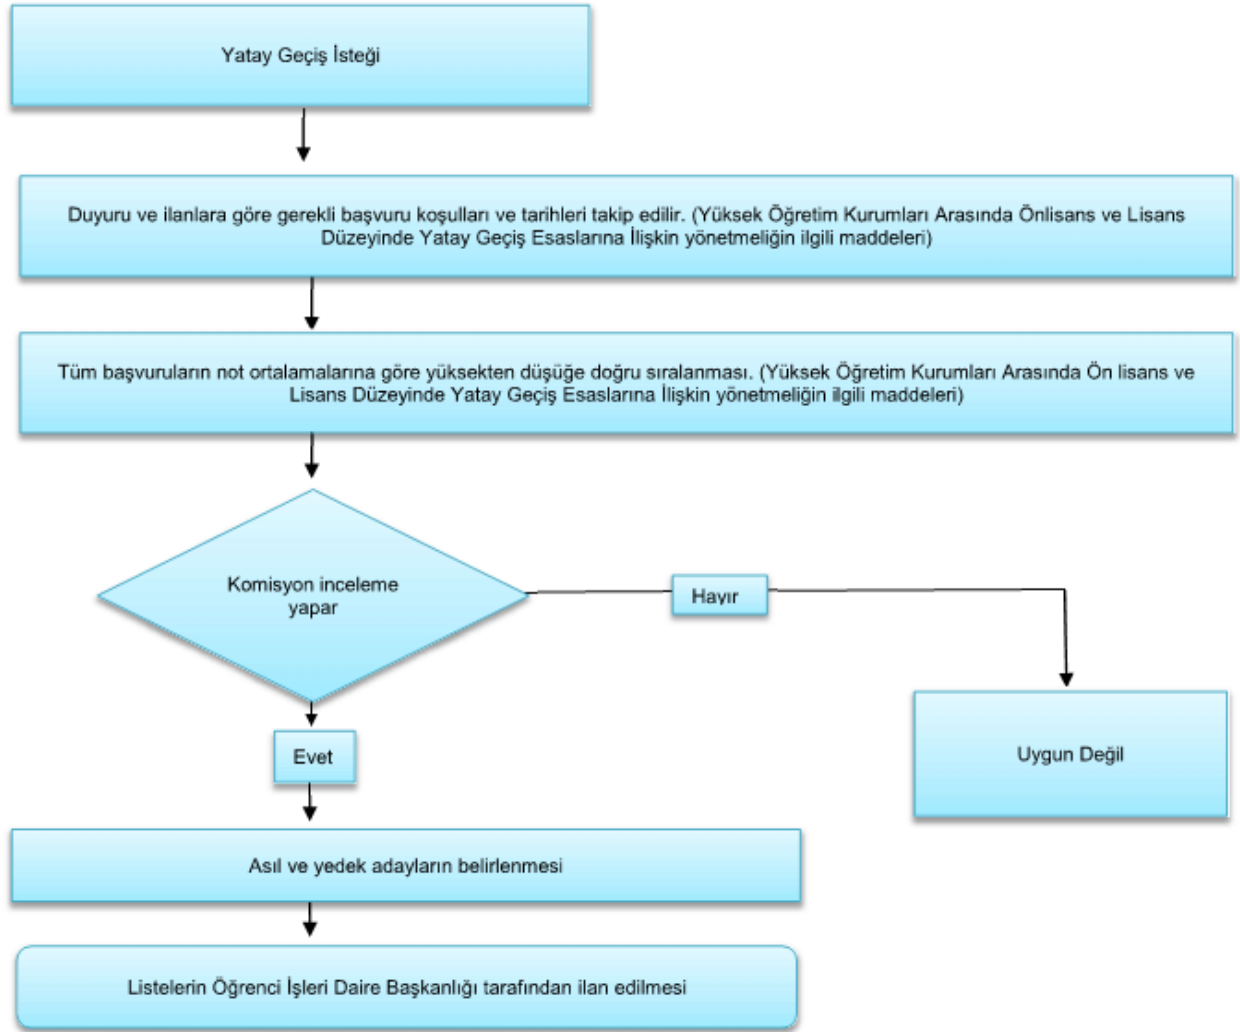 Yatay Geçiş İsteği
Duyuru ve ilanlara göre gerekli başvuru koşulları ve tarihleri takip edilir. (Yüksek Öğretim Kurumları Arasında Önlisans ve Lisans
Düzeyinde Yatay Geçiş Esaslarına İlişkin yönetmeliğin ilgili maddeleri)
Tüm başvuruların not ortalamalarına göre yüksekten düşüğe doğru sıralanması. (Yüksek Öğretim Kurumları Arasında Ön lisans ve
Lisans Düzeyinde Yatay Geçiş Esaslarına İlişkin yönetmeliğin ilgili maddeleri)
Komisyon inceleme
yapar
Hayır
Evet
Uygun Değil
Asıl ve yedek adayların belirlenmesi
Listelerin Öğrenci İşleri Daire Başkanlığı tarafından ilan edilmesi